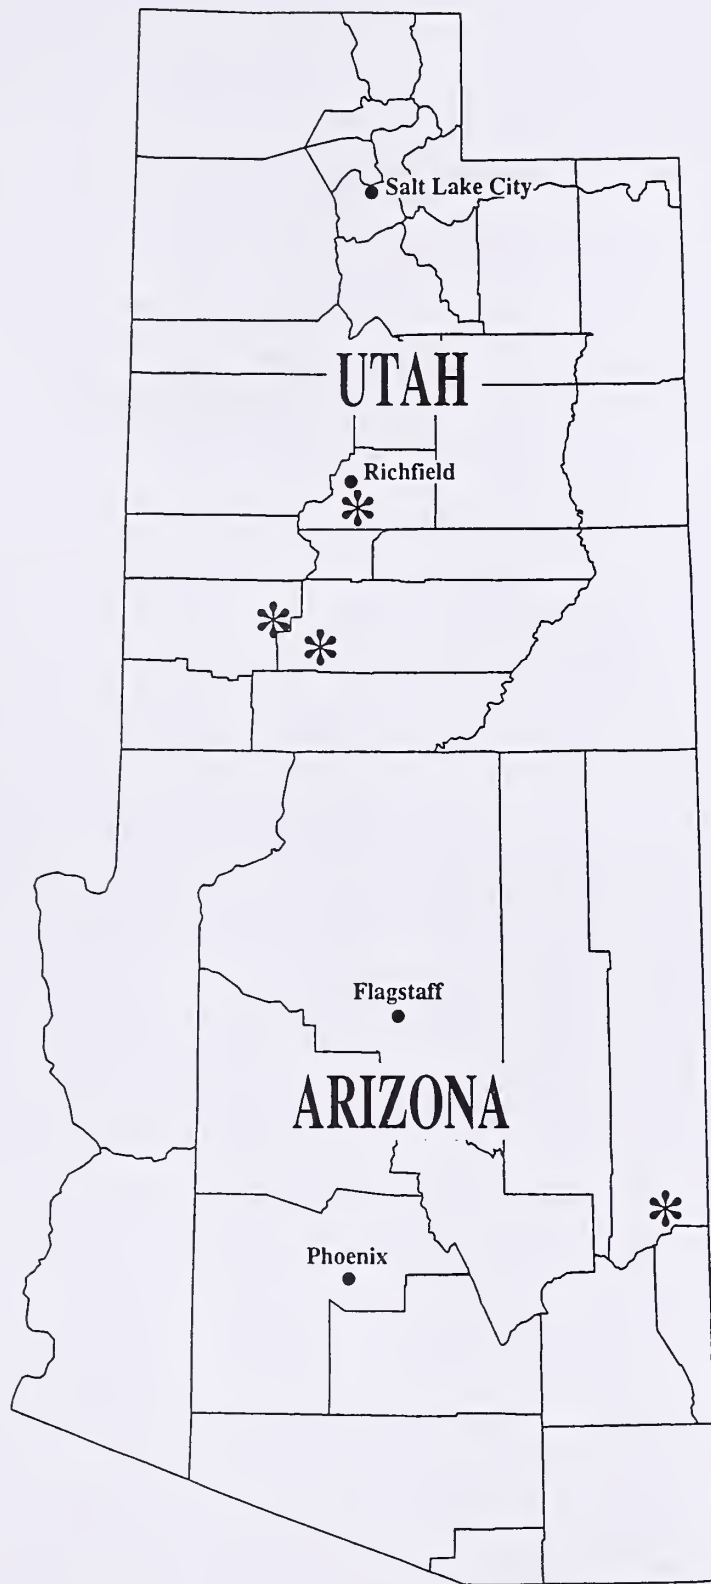 Salt Lake City
UTAH
Richfield
*
*
*
Flagstaff
ARIZONA
*
Phoenix